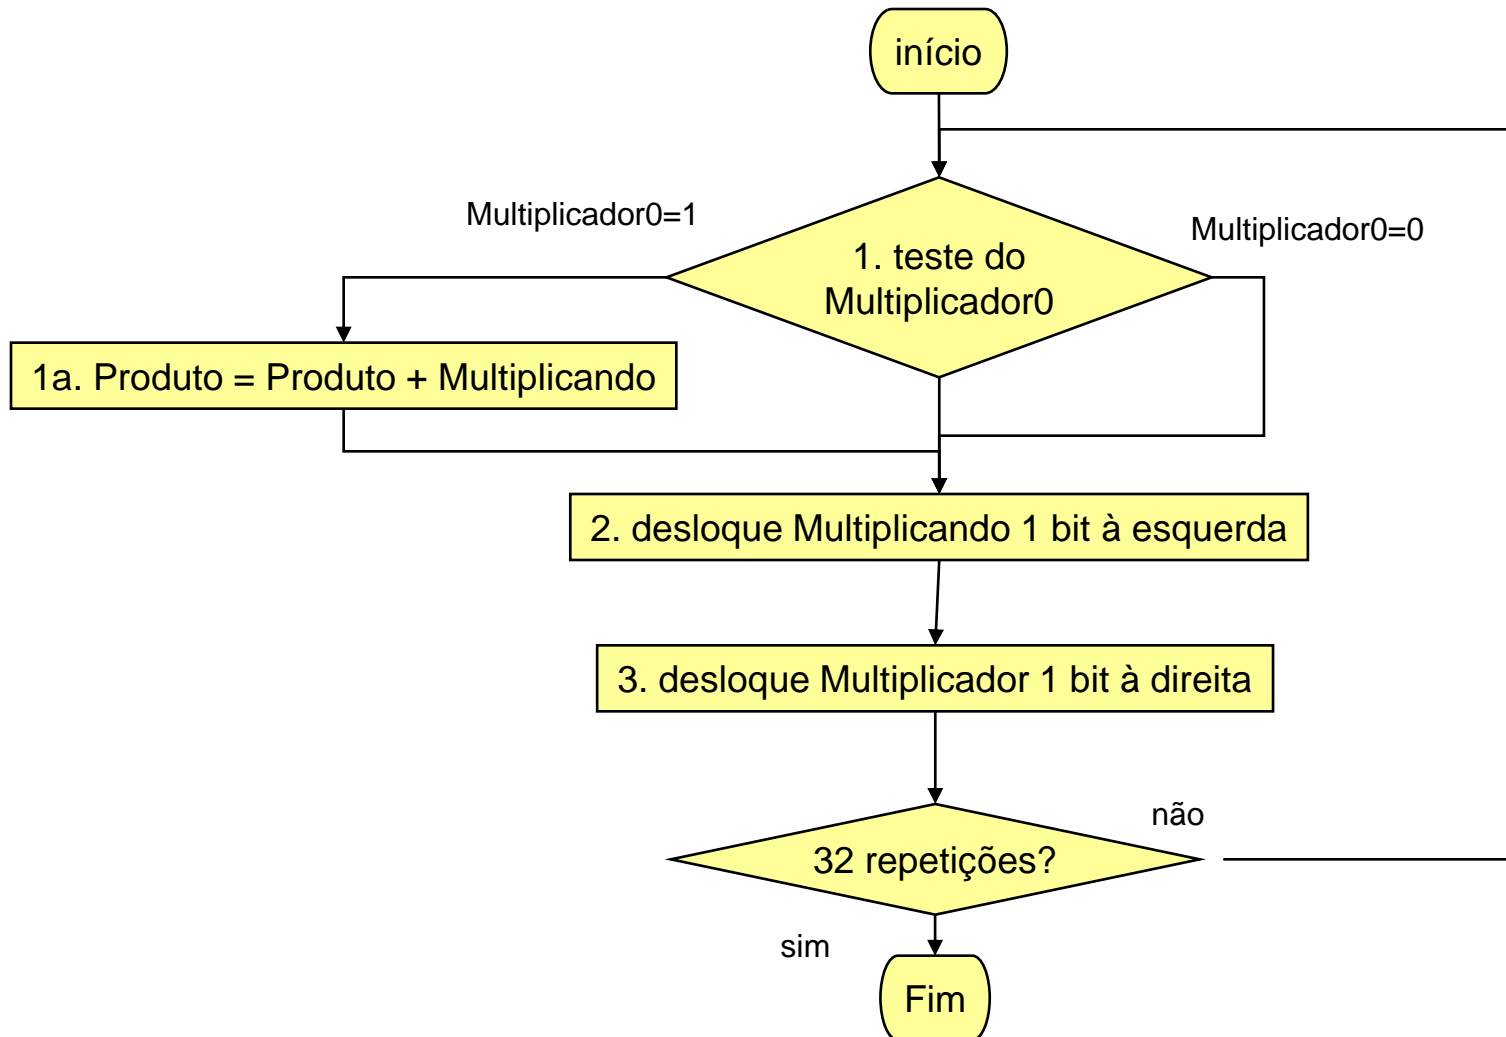 início
Multiplicador0=1
Multiplicador0=0
1. teste do
Multiplicador0
1a. Produto = Produto + Multiplicando
2. desloque Multiplicando 1 bit à esquerda
3. desloque Multiplicador 1 bit à direita
não
32 repetições?
sim
Fim